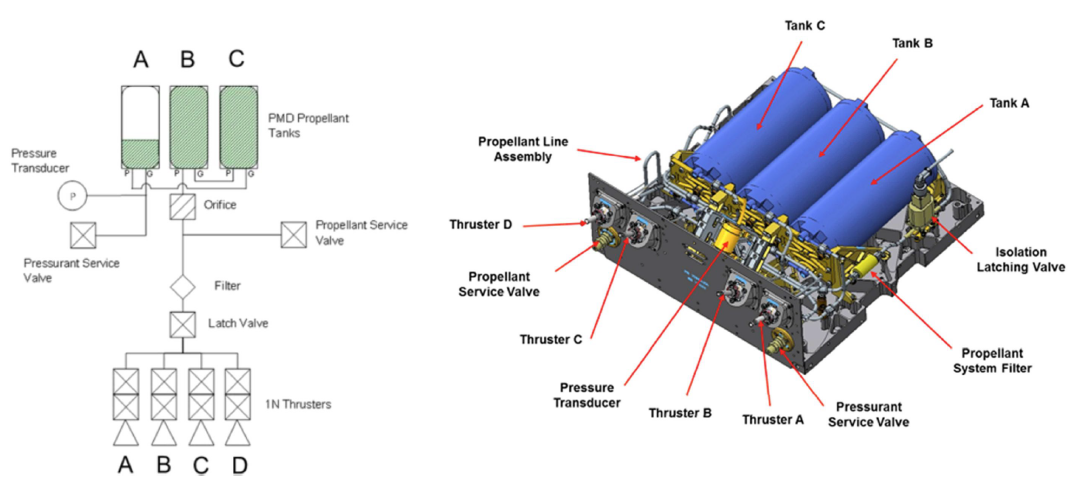 A B C
PMD Propellant
Tanks
P G P G P G
Pressure
Transducer
P
Orifice
Propellant Service
Valve
Pressurant Service
Valve
Filter
Latch Valve
1N Thrusters
A B C D
Tank C
Tank B
Tank A
Propellant Line
Assembly
Thruster D
Propellant
Service Valve
Thruster C
Pressure
Transducer
Thruster B
Thruster A
Pressurant
Service Valve
Propellant
System Filter
Isolation
Latching Valve